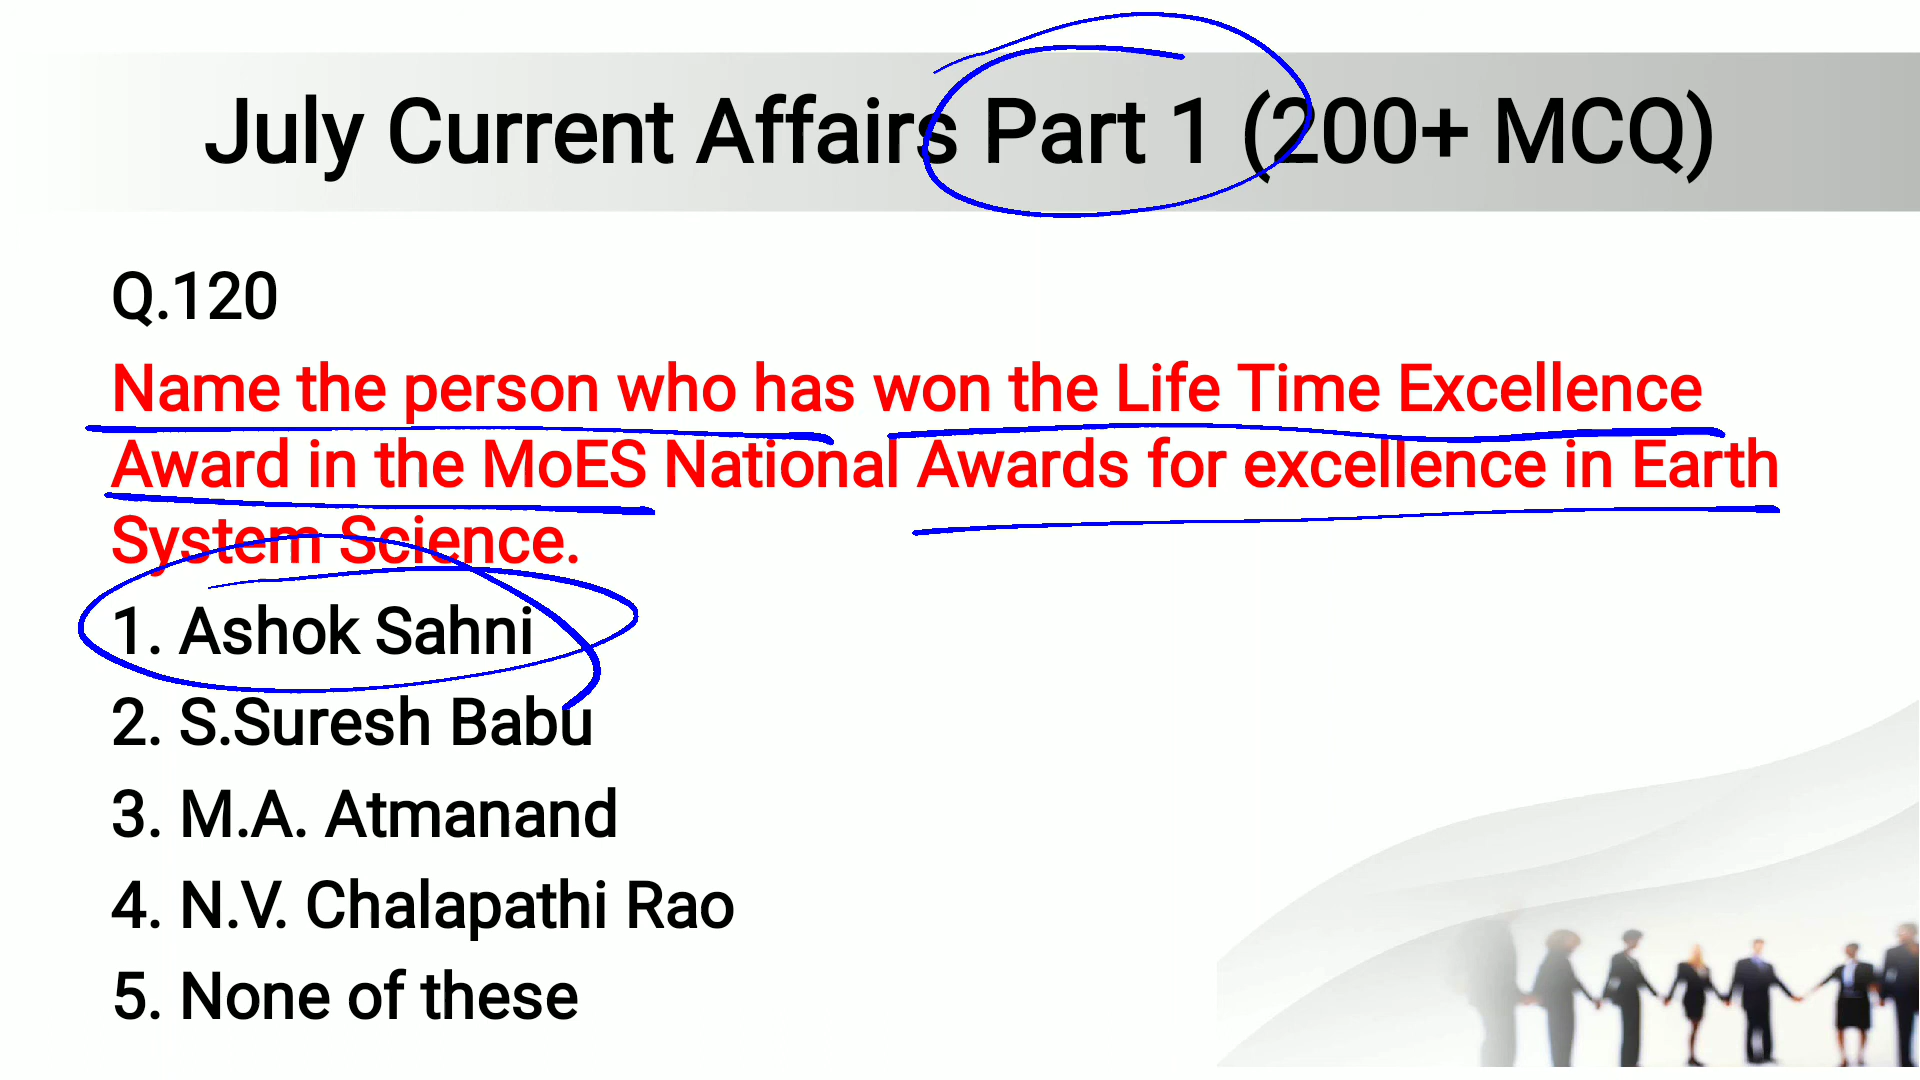 July Current Affairs Part 1 (200+ MCQ)
Q.120
Name the person who has won the Life Time Excellence
Award in the MoES National Awards for excellence in Earth
System Science.
1. Ashok Sahni
2. S.Suresh Babu
3. M.A. Atmanand
4. N.V. Chalapathi Rao
5. None of these